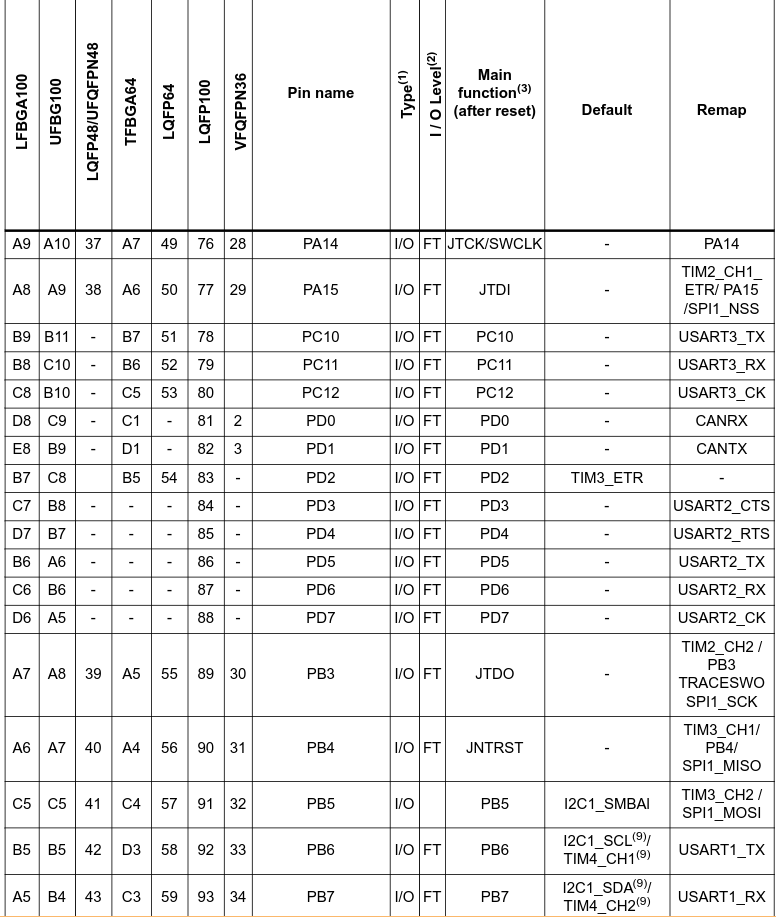 LFBGA100 | UFBG100 | LQFP48/UFQFPN48 | TFBGA64 | LQFP64 | LQFP100 | VFQFPN36 | Pin name | Type(1) | I / O Level(2) | Main function(3) (after reset) | Default | Remap
A9 | A10 | 37 | A7 | 49 | 76 | 28 | PA14 | I/O | FT | JTCK/SWCLK | - | PA14
A8 | A9 | 38 | A6 | 50 | 77 | 29 | PA15 | I/O | FT | JTDI | - | TIM2_CH1_ ETR/ PA15 /SPI1_NSS
B9 | B11 | - | B7 | 51 | 78 | | PC10 | I/O | FT | PC10 | - | USART3_TX
B8 | C10 | - | B6 | 52 | 79 | | PC11 | I/O | FT | PC11 | - | USART3_RX
C8 | B10 | - | C5 | 53 | 80 | | PC12 | I/O | FT | PC12 | - | USART3_CK
D8 | C9 | - | C1 | - | 81 | 2 | PD0 | I/O | FT | PD0 | - | CANRX
E8 | B9 | - | D1 | - | 82 | 3 | PD1 | I/O | FT | PD1 | - | CANTX
B7 | C8 | | B5 | 54 | 83 | - | PD2 | I/O | FT | PD2 | TIM3_ETR | -
C7 | B8 | - | - | - | 84 | - | PD3 | I/O | FT | PD3 | - | USART2_CTS
D7 | B7 | - | - | - | 85 | - | PD4 | I/O | FT | PD4 | - | USART2_RTS
B6 | A6 | - | - | - | 86 | - | PD5 | I/O | FT | PD5 | - | USART2_TX
C6 | B6 | - | - | - | 87 | - | PD6 | I/O | FT | PD6 | - | USART2_RX
D6 | A5 | - | - | - | 88 | - | PD7 | I/O | FT | PD7 | - | USART2_CK
A7 | A8 | 39 | A5 | 55 | 89 | 30 | PB3 | I/O | FT | JTDO | - | TIM2_CH2 / PB3 TRACESWO SPI1_SCK
A6 | A7 | 40 | A4 | 56 | 90 | 31 | PB4 | I/O | FT | JNTRST | - | TIM3_CH1/ PB4/ SPI1_MISO
C5 | C5 | 41 | C4 | 57 | 91 | 32 | PB5 | I/O | | PB5 | I2C1_SMBAl | TIM3_CH2 / SPI1_MOSI
B5 | B5 | 42 | D3 | 58 | 92 | 33 | PB6 | I/O | FT | PB6 | I2C1_SCL(9)/ TIM4_CH1(9) | USART1_TX
A5 | B4 | 43 | C3 | 59 | 93 | 34 | PB7 | I/O | FT | PB7 | I2C1_SDA(9)/ TIM4_CH2(9) | USART1_RX